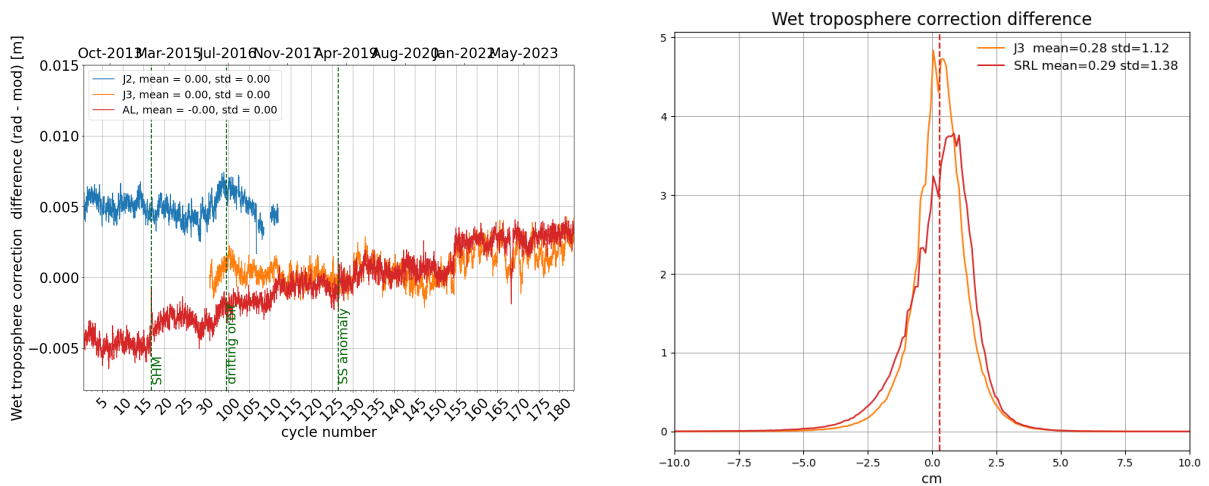 Oct-2013 Mar-2015 Jul-2016 Nov-2017 Apr-2019 Aug-2020 Jan-2022 May-2023
Wet troposphere correction difference (rad - mod) [m]
0.015
0.010
0.005
0.000
−0.005
J2, mean = 0.00, std = 0.00
J3, mean = 0.00, std = 0.00
AL, mean = -0.00, std = 0.00
SHM
drifting orbit
SS anomaly
5 10 15 20 25 30 100 105 110 115 120 125 130 135 140 145 150 155 160 165 170 175 180
cycle number
Wet troposphere correction difference
J3 mean=0.28 std=1.12
SRL mean=0.29 std=1.38
5
4
3
2
1
0
−10.0 −7.5 −5.0 −2.5 0.0 2.5 5.0 7.5 10.0
cm